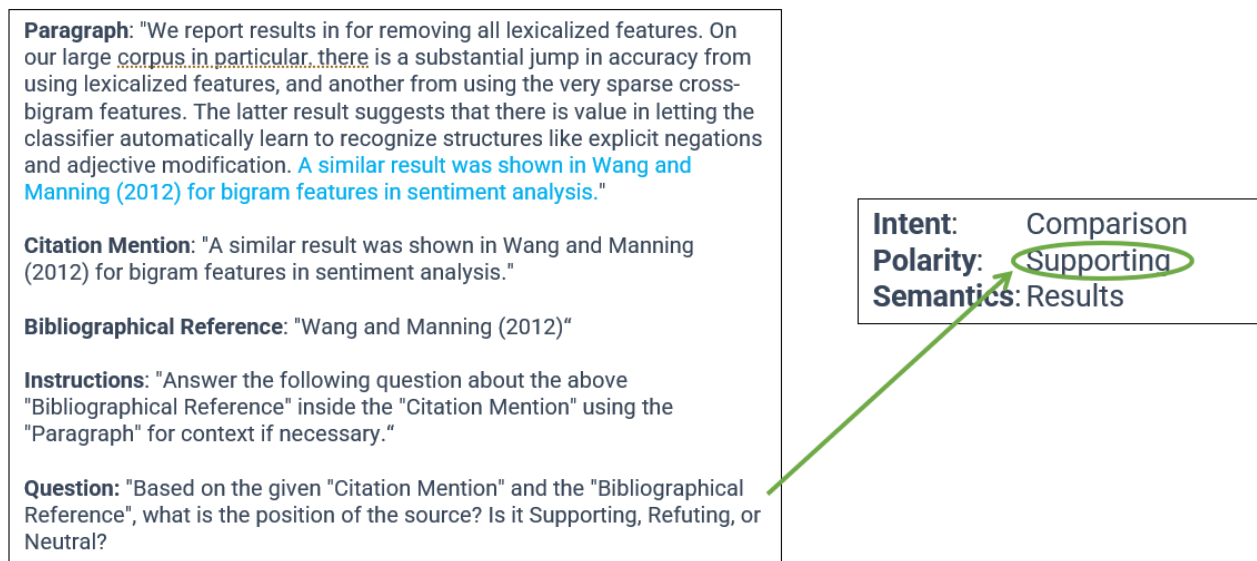 Paragraph: "We report results in for removing all lexicalized features. On
our large corpus in particular, there is a substantial jump in accuracy from
using lexicalized features, and another from using the very sparse cross-
bigram features. The latter result suggests that there is value in letting the
classifier automatically learn to recognize structures like explicit negations
and adjective modification. A similar result was shown in Wang and
Manning (2012) for bigram features in sentiment analysis."
Citation Mention: "A similar result was shown in Wang and Manning
(2012) for bigram features in sentiment analysis."
Bibliographical Reference: "Wang and Manning (2012)“
Instructions: "Answer the following question about the above
"Bibliographical Reference" inside the "Citation Mention" using the
"Paragraph" for context if necessary.“
Question: "Based on the given "Citation Mention" and the "Bibliographical
Reference", what is the position of the source? Is it Supporting, Refuting, or
Neutral?
Intent: Comparison
Polarity: Supporting
Semantics: Results